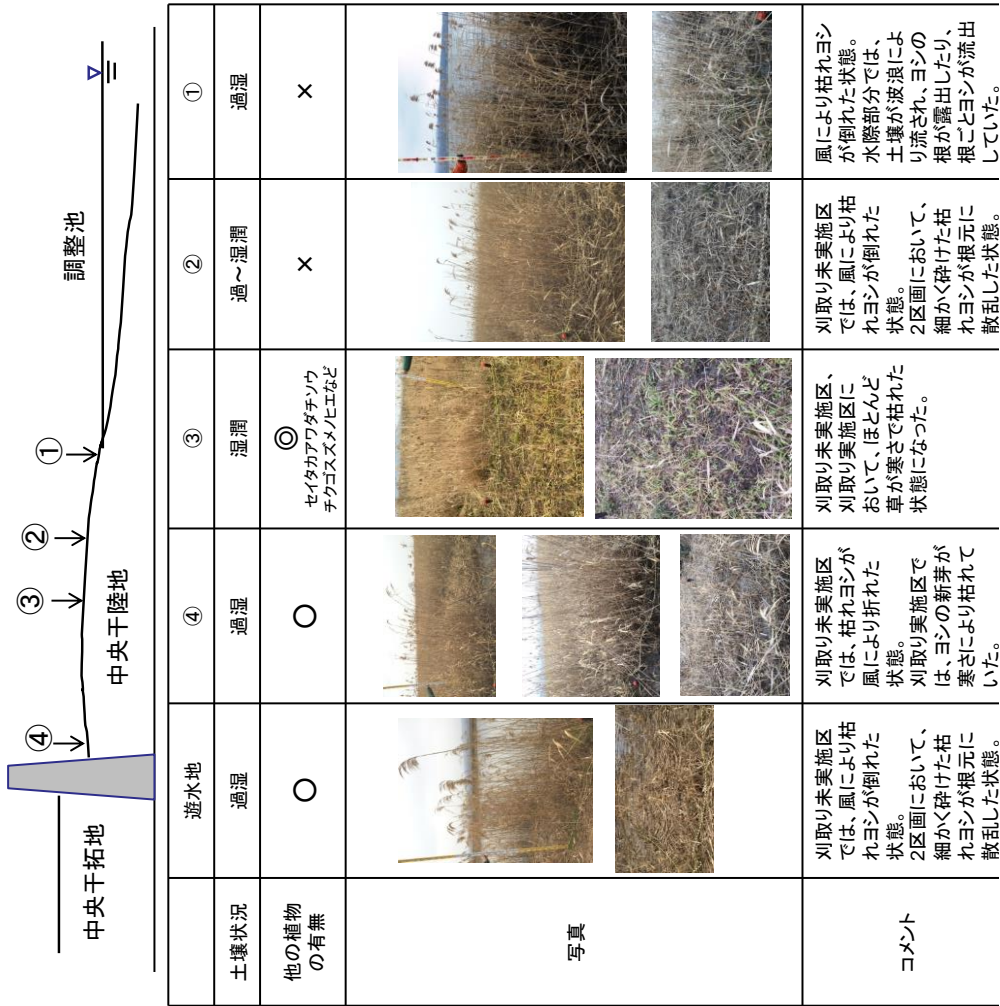 中央干拓地
中央干陸地
調整池
④
③
②
①
遊水地
④
③
②
①
土壌状況
過湿
過湿
湿潤
過~湿潤
過湿
他の植物
の有無
○
○
◎
セイタカアワダチソウ
チクゴスズメノヒエなど
×
×
写真
コメント
刈取り未実施区
では、風により枯
れヨシが倒れた
状態。
2区画において、
細かく砕けた枯
れヨシが根元に
散乱した状態。
刈取り未実施区
では、枯れヨシが
風により折れた
状態。
刈取り実施区で
は、ヨシの新芽が
寒さにより枯れて
いた。
刈取り未実施区、
刈取り実施区に
おいて、ほとんど
草が寒さで枯れた
状態になった。
刈取り未実施区
では、風により枯
れヨシが倒れた
状態。
2区画において、
細かく砕けた枯
れヨシが根元に
散乱した状態。
風により枯れヨシ
が倒れた状態。
水際部分では、
土壌が波浪によ
り流され、ヨシの
根が露出したり、
根ごとヨシが流出
していた。